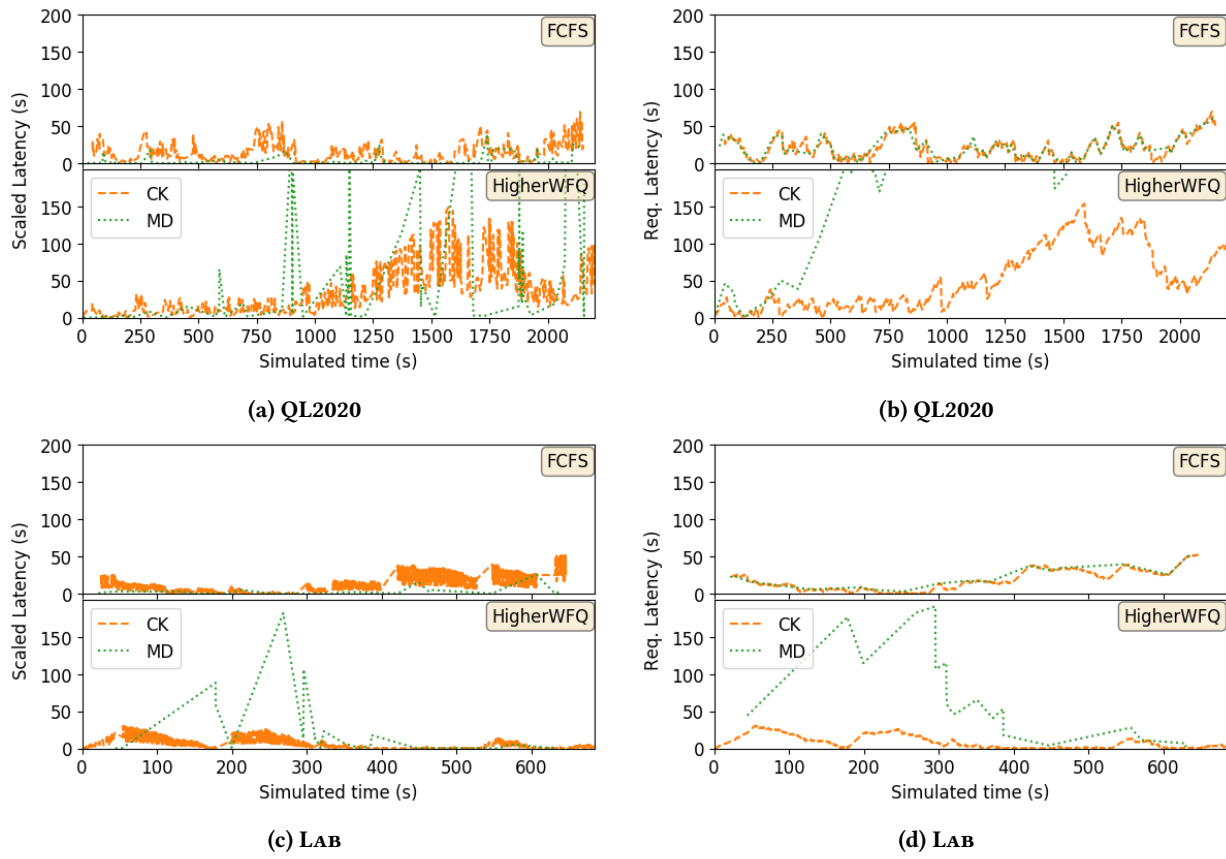 200
150
100
50
0
FCFS
Scaled Latency (s)
CK
MD
HigherWFQ
150
100
50
0
0 250 500 750 1000 1250 1500 1750 2000
Simulated time (s)
(a) QL2020
200
150
100
50
0
FCFS
Req. Latency (s)
CK
MD
HigherWFQ
150
100
50
0
0 250 500 750 1000 1250 1500 1750 2000
Simulated time (s)
(b) QL2020
200
150
100
50
0
FCFS
Scaled Latency (s)
CK
MD
HigherWFQ
150
100
50
0
0 100 200 300 400 500 600
Simulated time (s)
(c) LAB
200
150
100
50
0
FCFS
Req. Latency (s)
CK
MD
HigherWFQ
150
100
50
0
0 100 200 300 400 500 600
Simulated time (s)
(d) LAB